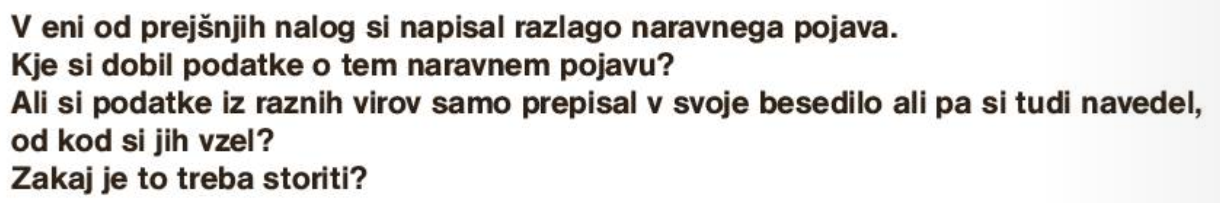 V eni od prejšnjih nalog si napisal razlago naravnega pojava.
Kje si dobil podatke o tem naravnem pojavu?
Ali si podatke iz raznih virov samo prepisal v svoje besedilo ali pa si tudi navedel,
od kod si jih vzel?
Zakaj je to treba storiti?